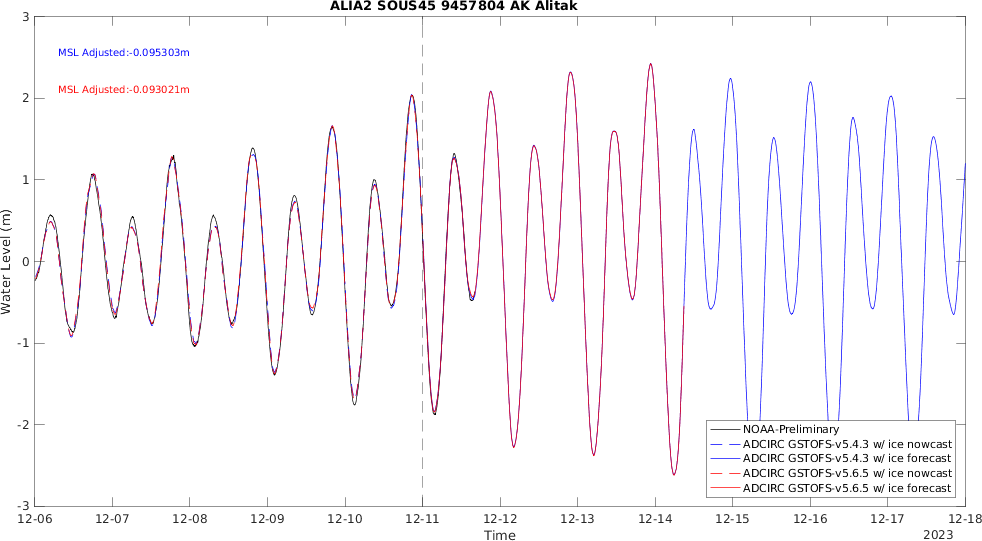 ALIA2 SOUS45 9457804 AK Alitak
MSL Adjusted:-0.095303m
MSL Adjusted:-0.093021m
Water Level (m)
3
2
1
0
-1
-2
-3
NOAA-Preliminary
ADCIRC GSTOFS-v5.4.3 w/ ice nowcast
ADCIRC GSTOFS-v5.4.3 w/ ice forecast
ADCIRC GSTOFS-v5.6.5 w/ ice nowcast
ADCIRC GSTOFS-v5.6.5 w/ ice forecast
12-06 12-07 12-08 12-09 12-10 12-11 12-12 12-13 12-14 12-15 12-16 12-17 12-18
Time
2023